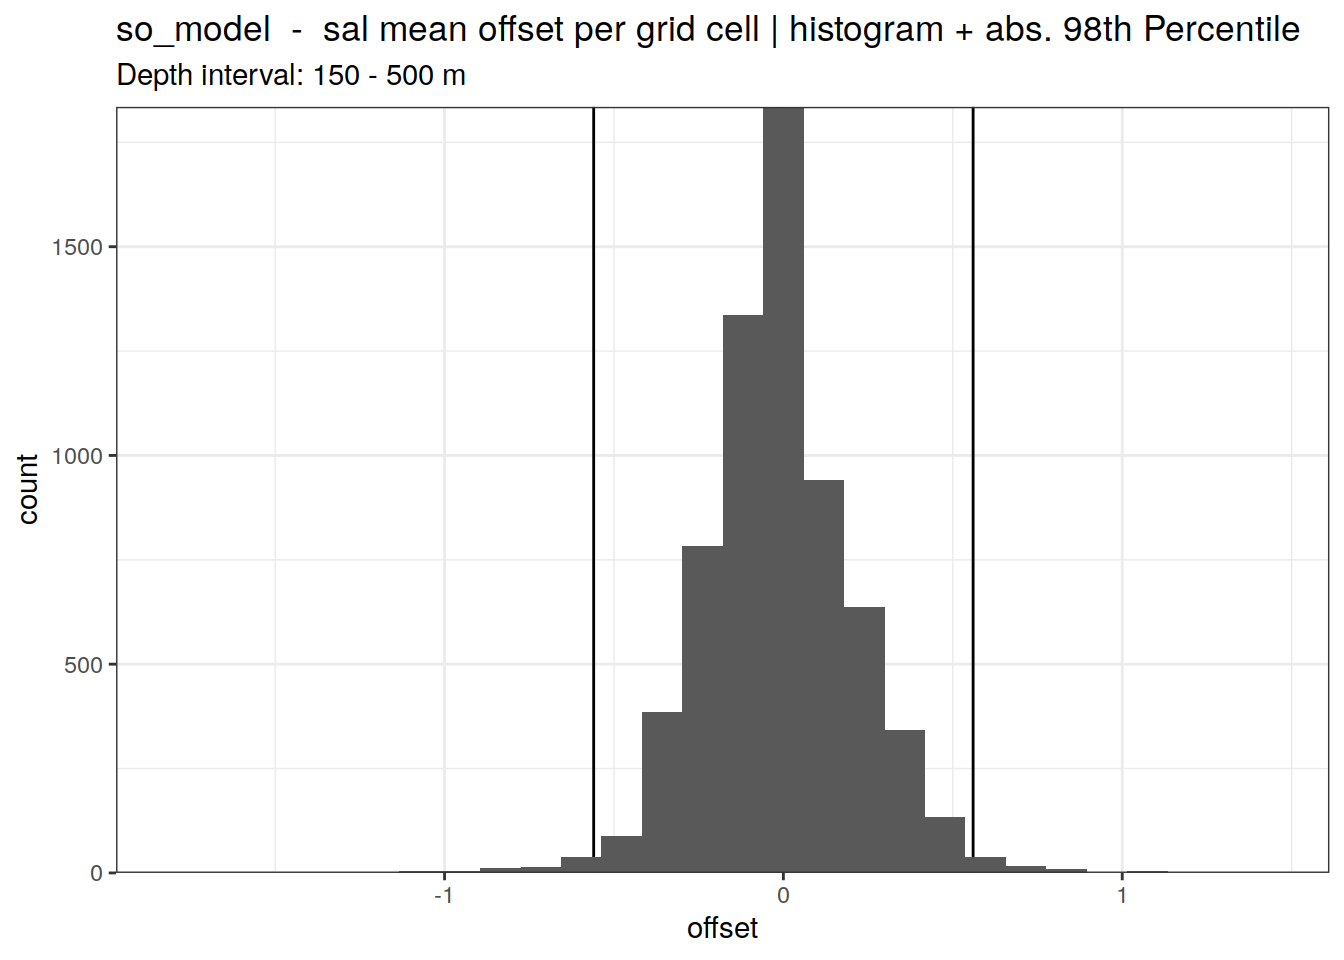 so_model  -  sal mean offset per grid cell | histogram + abs. 98th Percentile
Depth interval: 150 - 500 m
1500
1000
500
0
count
-1
0
1
offset